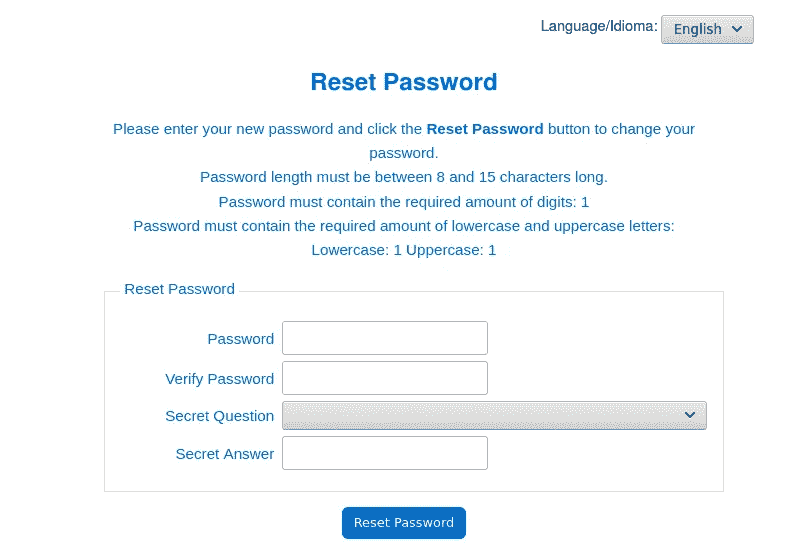 Language/Idioma: English
Reset Password
Please enter your new password and click the Reset Password button to change your
password.
Password length must be between 8 and 15 characters long.
Password must contain the required amount of digits: 1
Password must contain the required amount of lowercase and uppercase letters:
Lowercase: 1 Uppercase: 1
Reset Password
Password
Verify Password
Secret Question
Secret Answer
Reset Password